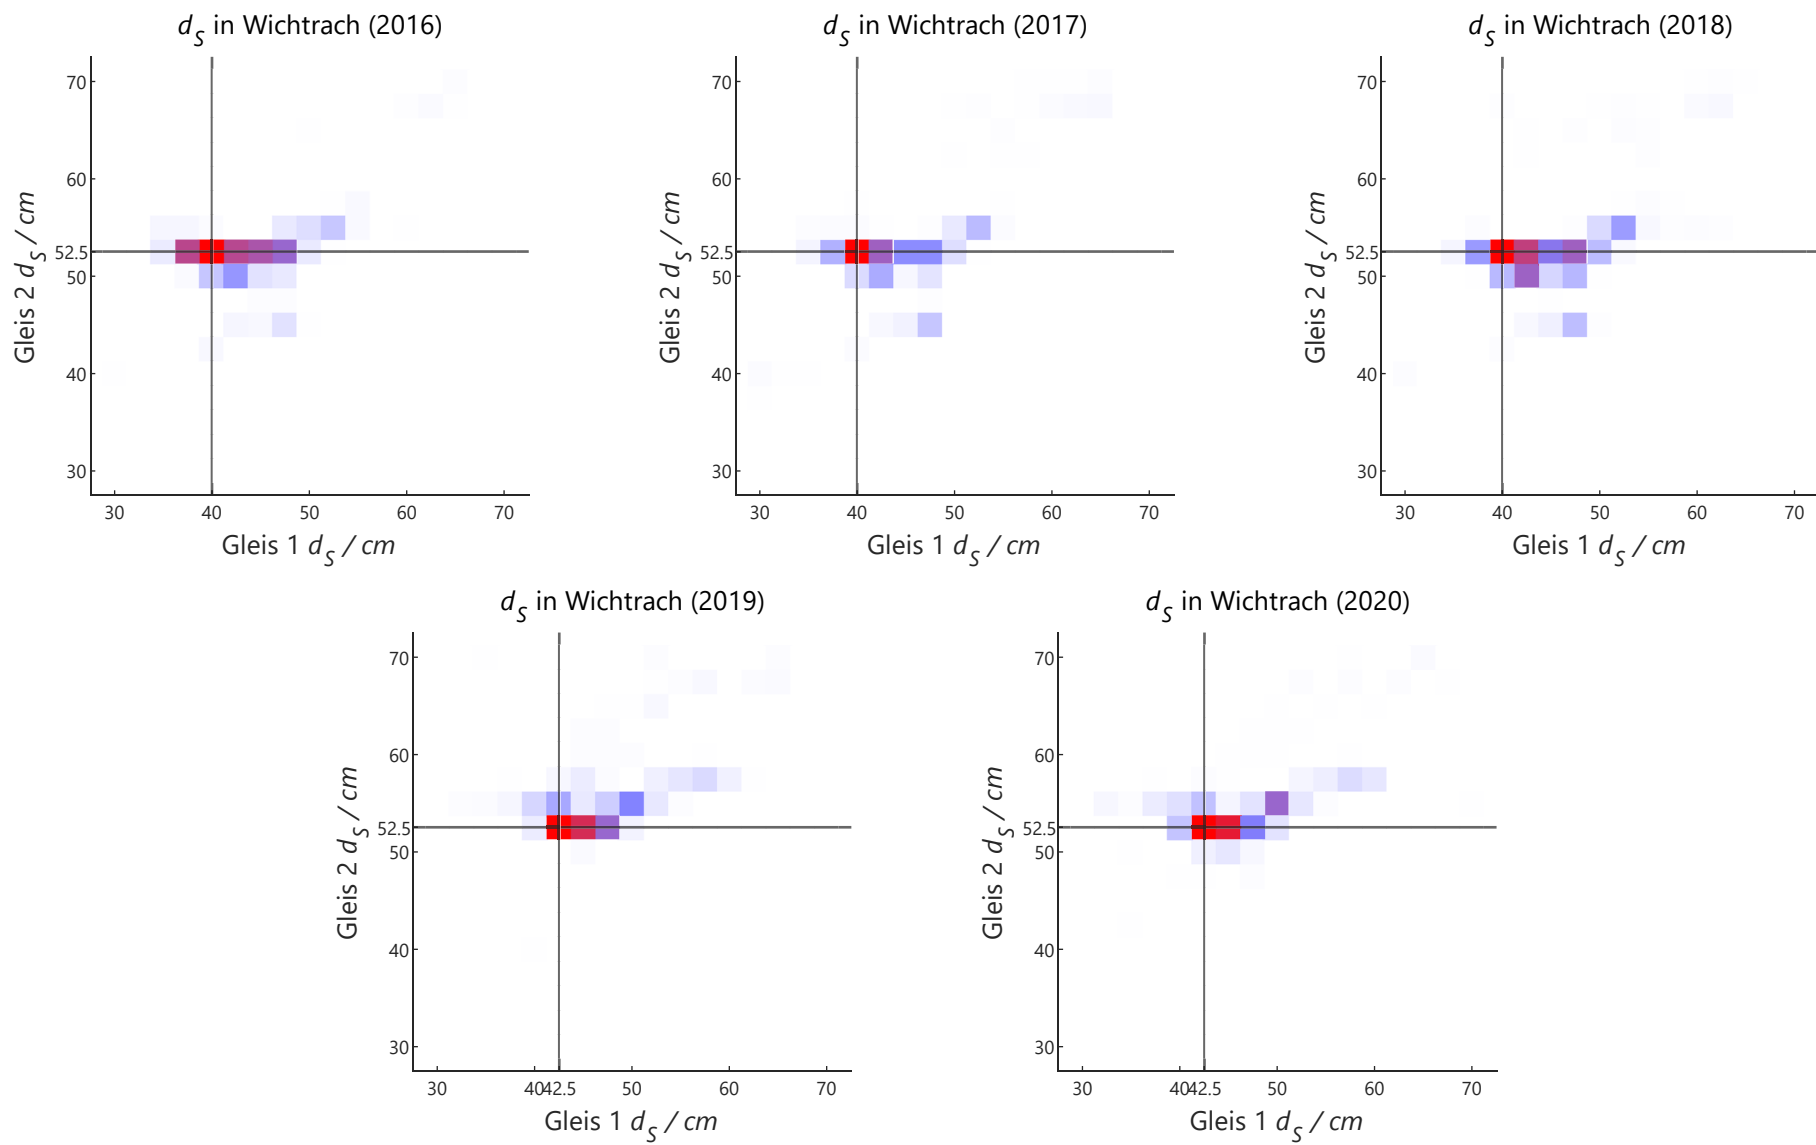 d_S in Wichtrach (2016)
70
60
52.5
50
40
30
30 40 50 60 70
Gleis 1 d_S / cm
Gleis 2 d_S / cm
d_S in Wichtrach (2017)
70
60
52.5
50
40
30
30 40 50 60 70
Gleis 1 d_S / cm
Gleis 2 d_S / cm
d_S in Wichtrach (2018)
70
60
52.5
50
40
30
30 40 50 60 70
Gleis 1 d_S / cm
Gleis 2 d_S / cm
d_S in Wichtrach (2019)
70
60
52.5
50
40
30
30 40 42.5 50 60 70
Gleis 1 d_S / cm
Gleis 2 d_S / cm
d_S in Wichtrach (2020)
70
60
52.5
50
40
30
30 40 42.5 50 60 70
Gleis 1 d_S / cm
Gleis 2 d_S / cm